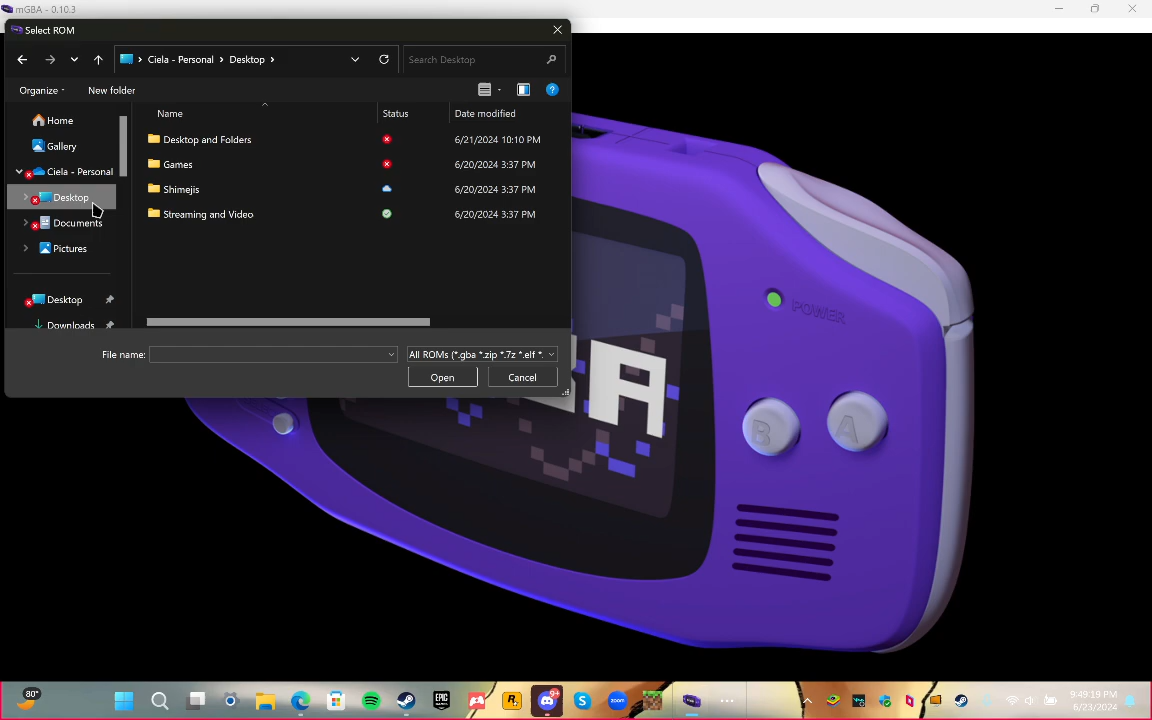 mGBA - 0.10.3
Select ROM
Ciela - Personal > Desktop >
Search Desktop
Organize
New folder
Name
Status
Date modified
Home
Gallery
Ciela - Personal
Desktop
Documents
Pictures
Desktop
Downloads
Desktop and Folders
6/21/2024 10:10 PM
Games
6/20/2024 3:37 PM
Shimejis
6/20/2024 3:37 PM
Streaming and Video
6/20/2024 3:37 PM
File name:
All ROMs (*.gba *.zip *.7z *.elf *.
Open
Cancel
POWER
B
A
A
80°
EPIC GAMES
R
9+
zoom
9:49:19 PM
6/23/2024